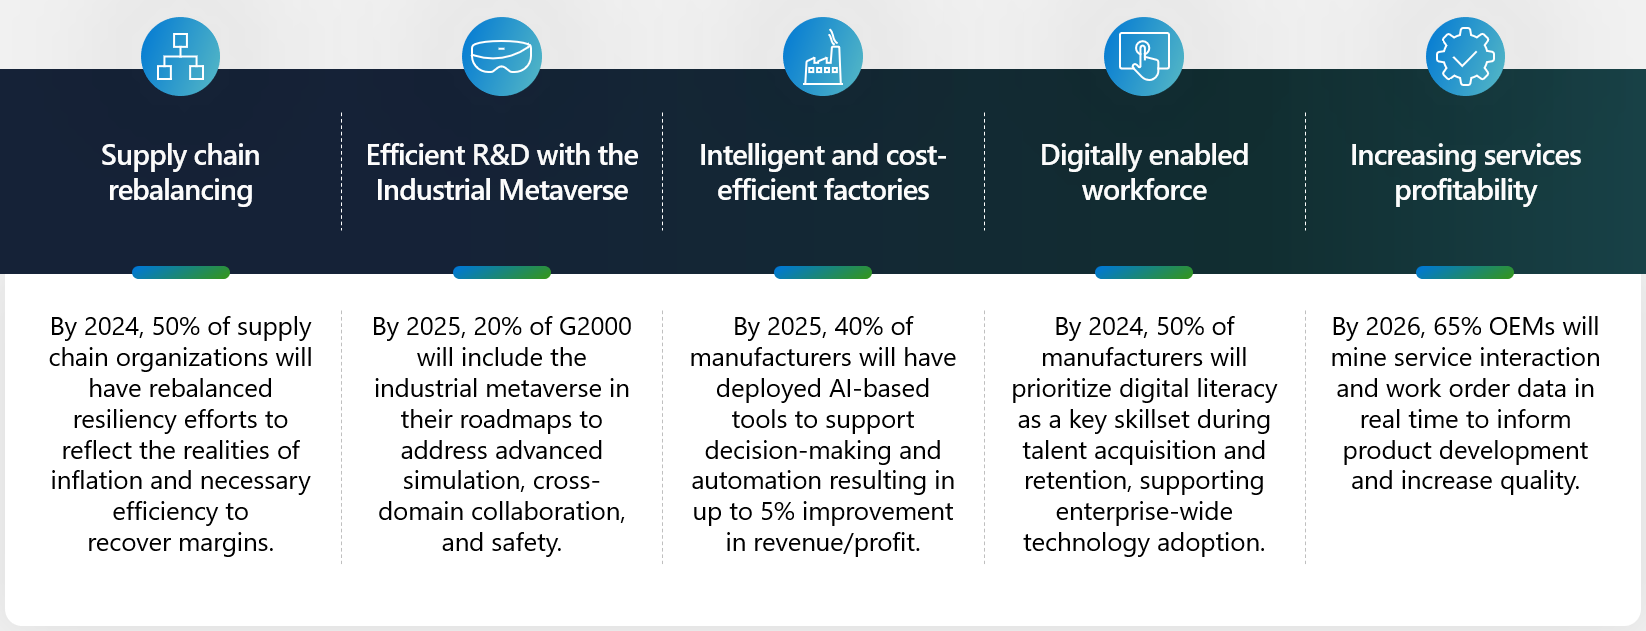 Supply chain
rebalancing
Efficient R&D with the
Industrial Metaverse
Intelligent and cost-
efficient factories
Digitally enabled
workforce
Increasing services
profitability
By 2024, 50% of supply
chain organizations will
have rebalanced
resiliency efforts to
reflect the realities of
inflation and necessary
efficiency to
recover margins.
By 2025, 20% of G2000
will include the
industrial metaverse in
their roadmaps to
address advanced
simulation, cross-
domain collaboration,
and safety.
By 2025, 40% of
manufacturers will have
deployed AI-based
tools to support
decision-making and
automation resulting in
up to 5% improvement
in revenue/profit.
By 2024, 50% of
manufacturers will
prioritize digital literacy
as a key skillset during
talent acquisition and
retention, supporting
enterprise-wide
technology adoption.
By 2026, 65% OEMs will
mine service interaction
and work order data in
real time to inform
product development
and increase quality.